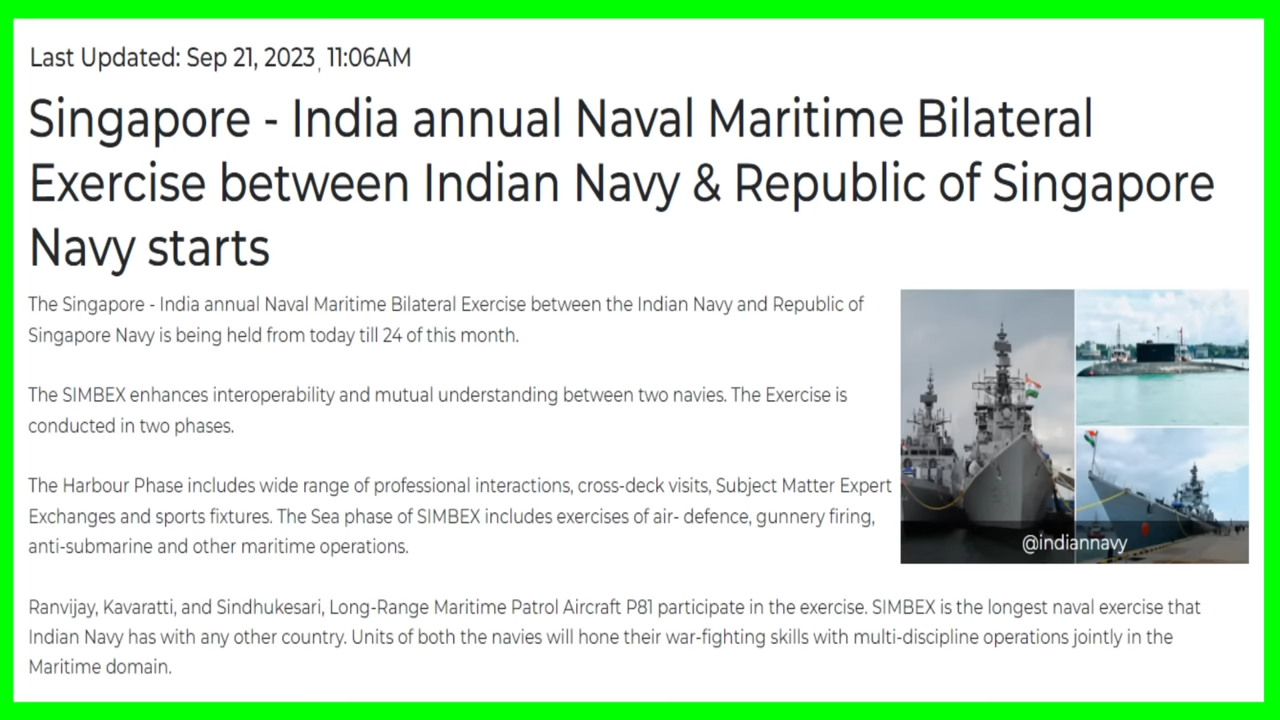 Last Updated: Sep 21, 2023, 11:06AM
Singapore - India annual Naval Maritime Bilateral
Exercise between Indian Navy & Republic of Singapore
Navy starts
The Singapore - India annual Naval Maritime Bilateral Exercise between the Indian Navy and Republic of
Singapore Navy is being held from today till 24 of this month.
The SIMBEX enhances interoperability and mutual understanding between two navies. The Exercise is
conducted in two phases.
The Harbour Phase includes wide range of professional interactions, cross-deck visits, Subject Matter Expert
Exchanges and sports fixtures. The Sea phase of SIMBEX includes exercises of air- defence, gunnery firing,
anti-submarine and other maritime operations.
@indiannavy
Ranvijay, Kavaratti, and Sindhukesari, Long-Range Maritime Patrol Aircraft P81 participate in the exercise. SIMBEX is the longest naval exercise that
Indian Navy has with any other country. Units of both the navies will hone their war-fighting skills with multi-discipline operations jointly in the
Maritime domain.